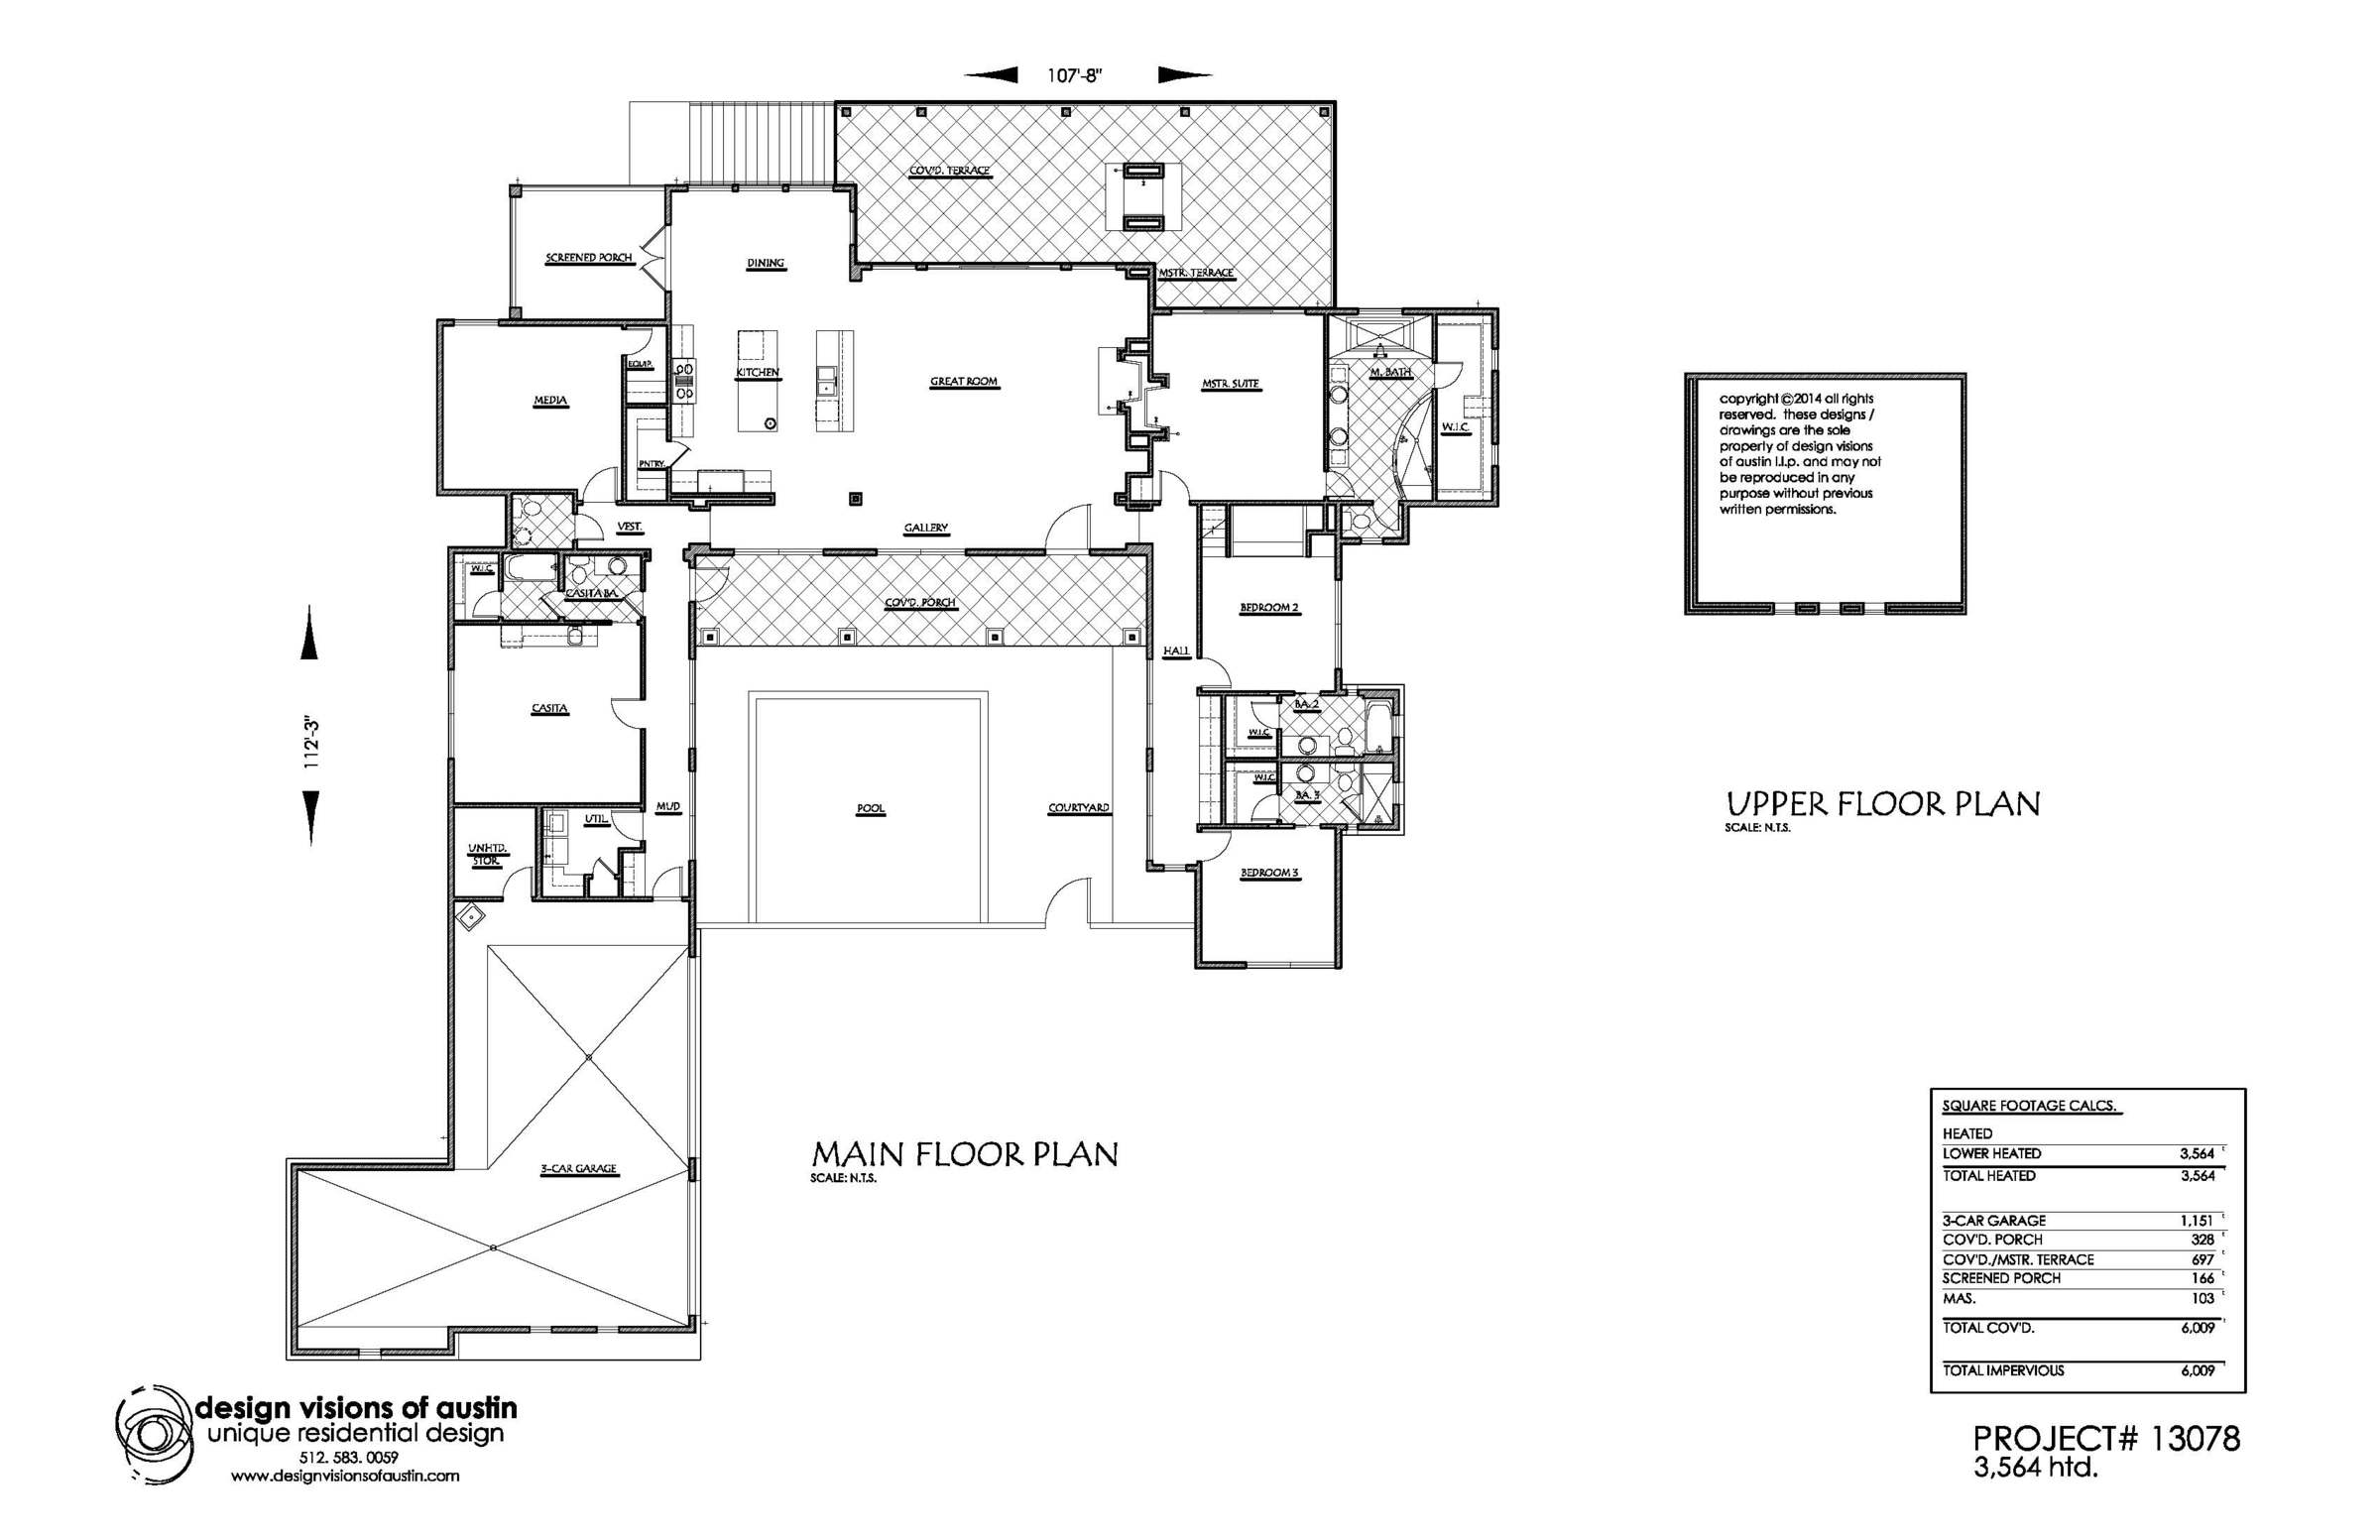 107'-8"
COV'D. TERRACE
SCREENED PORCH
DINING
MSTR. TERRACE
EQUIP.
KITCHEN
GREAT ROOM
MSTR. SUITE
M. BATH
MEDIA
W.I.C.
PNTRY.
VEST.
GALLERY
W.I.C.
CASITA BA.
COV'D. PORCH
BEDROOM 2
HALL
CASITA
BA. 2
W.I.C.
W.I.C.
BA. 3
MUD
POOL
COURTYARD
UTIL.
UNHTD.
STOR.
BEDROOM 3
112'-3"
3-CAR GARAGE
MAIN FLOOR PLAN
SCALE: N.T.S.
copyright ©2014 all rights
reserved. these designs /
drawings are the sole
property of design visions
of austin l.l.p. and may not
be reproduced in any
purpose without previous
written permissions.
UPPER FLOOR PLAN
SCALE: N.T.S.
SQUARE FOOTAGE CALCS.
HEATED
LOWER HEATED 3,564
TOTAL HEATED 3,564
3-CAR GARAGE 1,151
COV'D. PORCH 328
COV'D./MSTR. TERRACE 697
SCREENED PORCH 166
MAS. 103
TOTAL COV'D. 6,009
TOTAL IMPERVIOUS 6,009
PROJECT# 13078
3,564 htd.
design visions of austin
unique residential design
512. 583. 0059
www.designvisionsofaustin.com